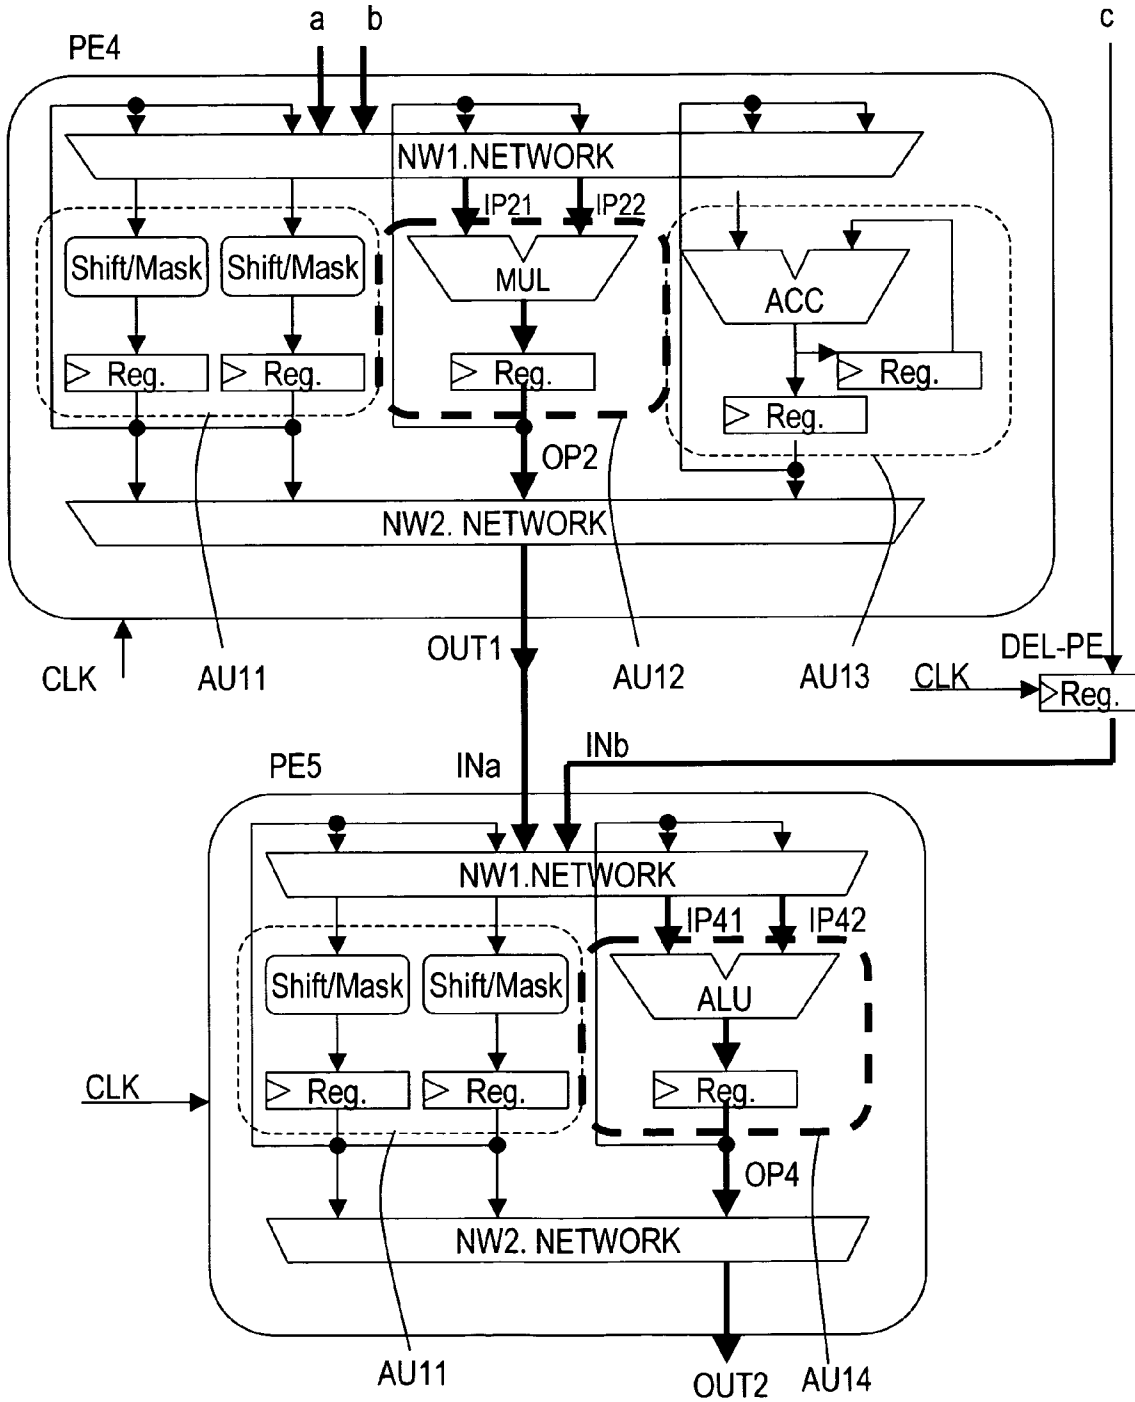 a b c
PE4
NW1.NETWORK
IP21 IP22
Shift/Mask Shift/Mask MUL ACC
Reg. Reg. Reg. Reg.
Reg.
OP2
NW2. NETWORK
CLK AU11 OUT1 AU12 AU13 DEL-PE
CLK Reg.
PE5 INa INb
NW1.NETWORK
IP41 IP42
Shift/Mask Shift/Mask ALU
CLK Reg. Reg. Reg.
OP4
NW2. NETWORK
AU11 OUT2 AU14